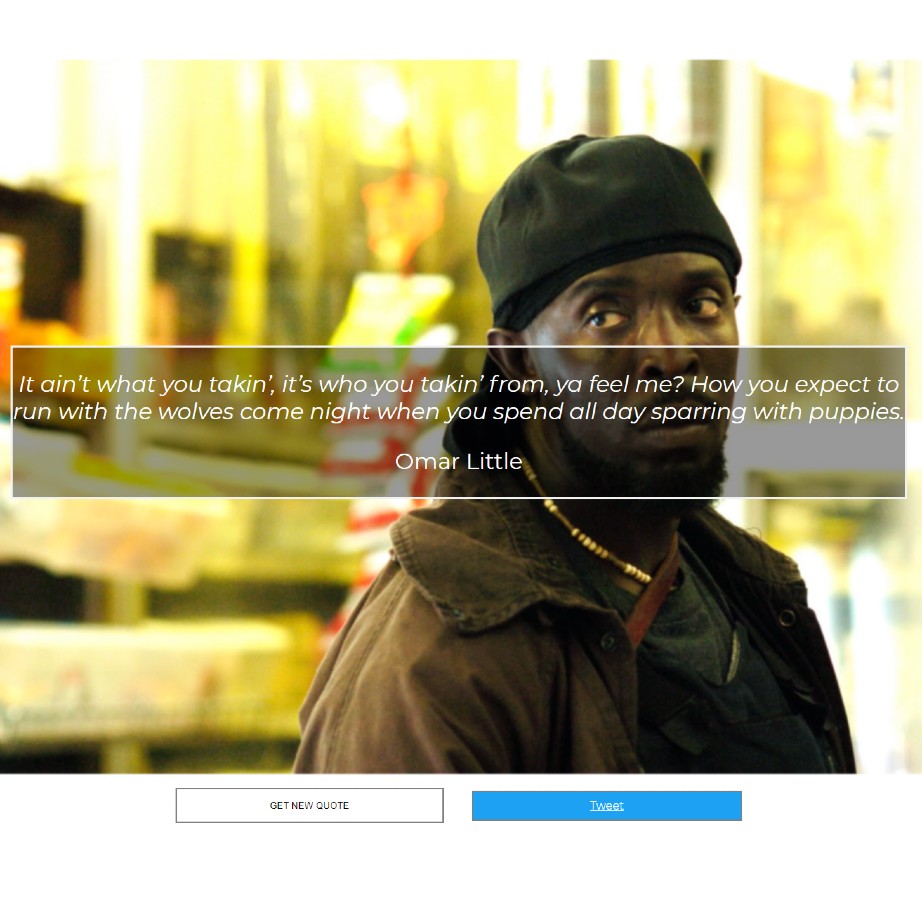 It ain’t what you takin’, it’s who you takin’ from, ya feel me? How you expect to
run with the wolves come night when you spend all day sparring with puppies.
Omar Little
GET NEW QUOTE
Tweet